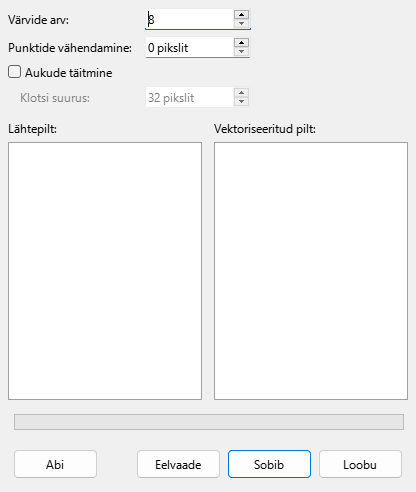 Värvide arv: 8
Punktide vähendamine: 0 pikslit
Aukude täitmine
Klotsi suurus: 32 pikslit
Lähtepilt: Vektoriseeritud pilt:
Abi Eelvaade Sobib Loobu